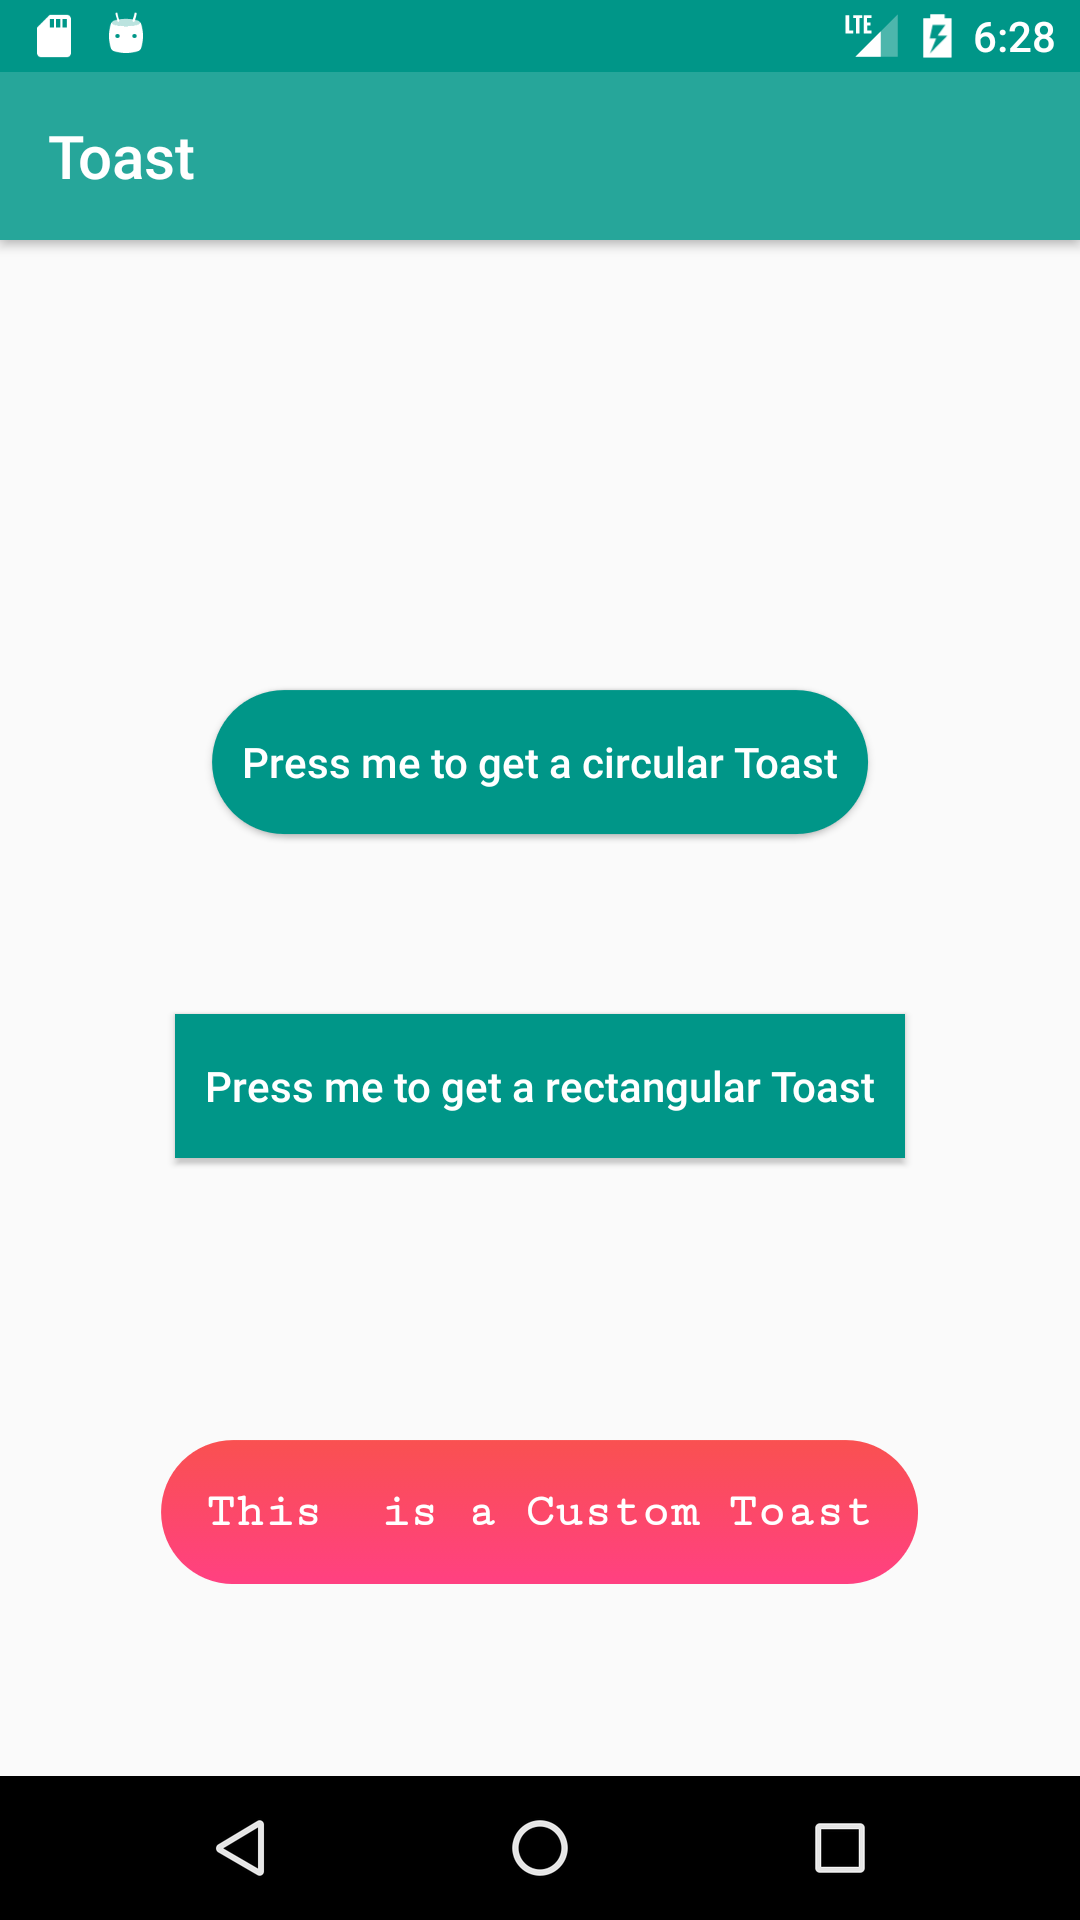 LTE 6:28
Toast
Press me to get a circular Toast
Press me to get a rectangular Toast
This  is a Custom Toast